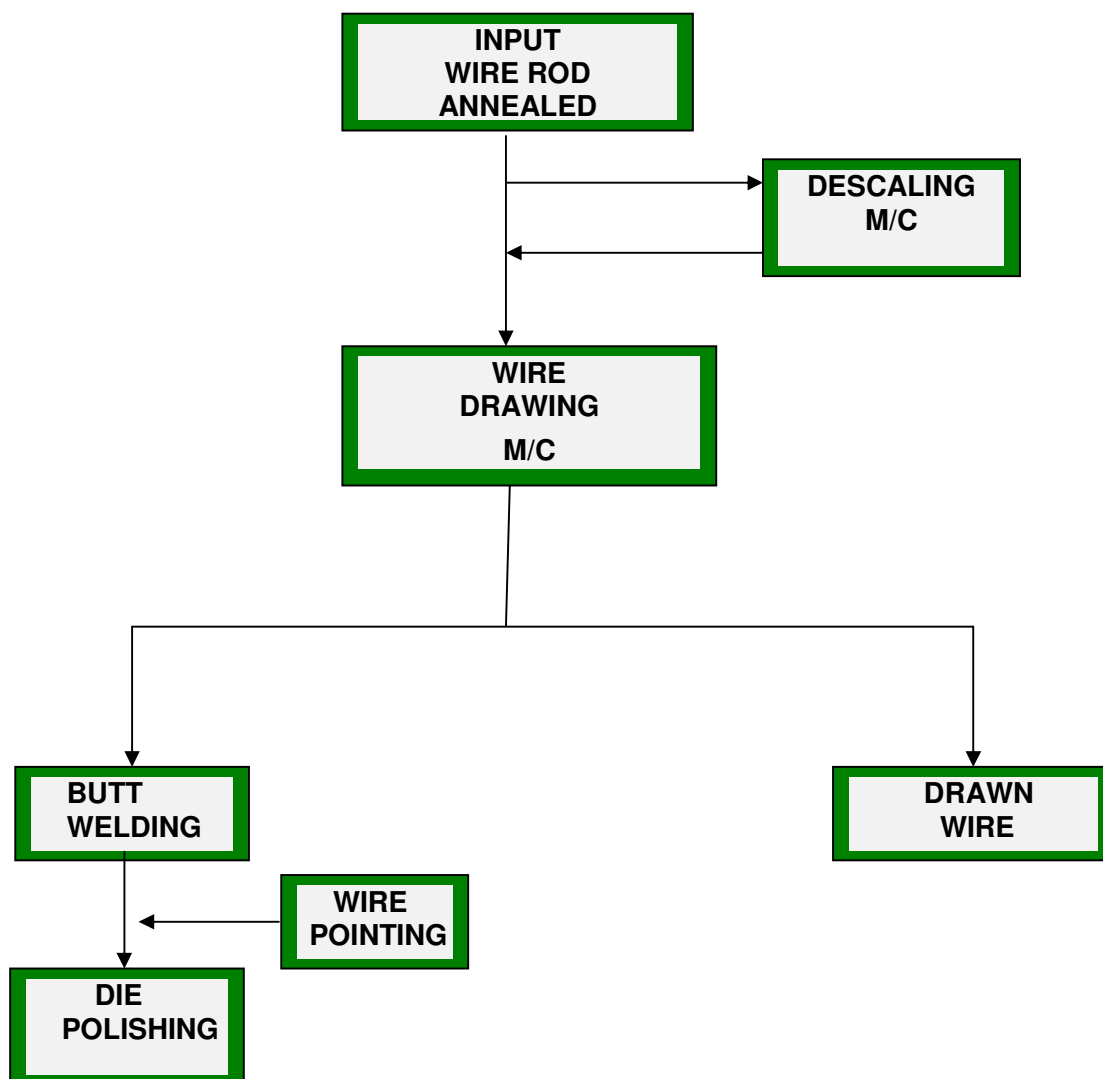 INPUT
WIRE ROD
ANNEALED
DESCALING
M/C
WIRE
DRAWING
M/C
BUTT
WELDING
DRAWN
WIRE
WIRE
POINTING
DIE
POLISHING